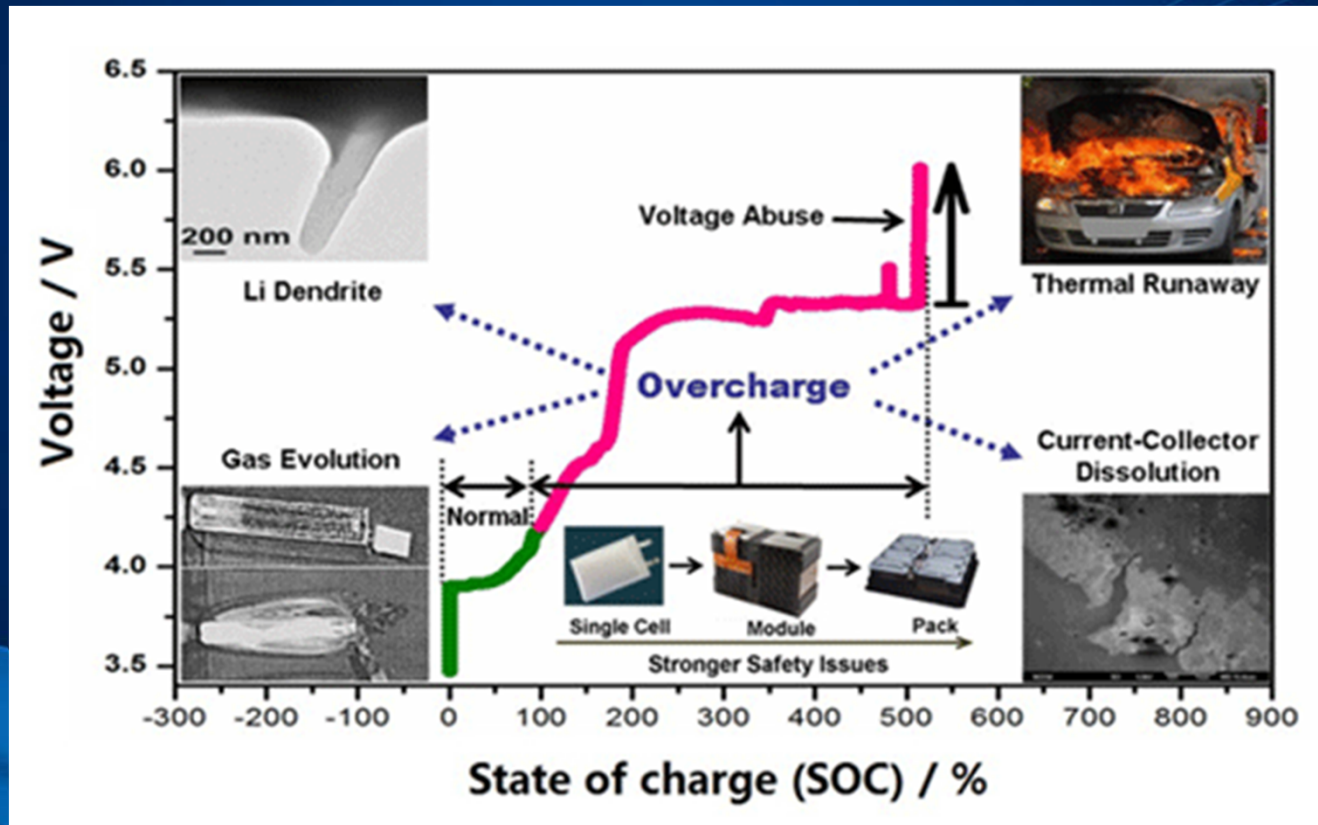 6.5
6.0
5.5
5.0
4.5
4.0
3.5
Voltage / V
200 nm
Li Dendrite
Gas Evolution
Voltage Abuse
Thermal Runaway
Overcharge
Current-Collector
Dissolution
Normal
Single Cell
Module
Pack
Stronger Safety Issues
-300 -200 -100 0 100 200 300 400 500 600 700 800 900
State of charge (SOC) / %